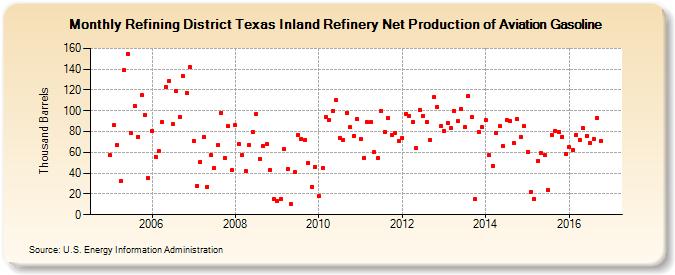 Monthly Refining District Texas Inland Refinery Net Production of Aviation Gasoline
Thousand Barrels
160
140
120
100
80
60
40
20
0
2006 2008 2010 2012 2014 2016
Source: U.S. Energy Information Administration